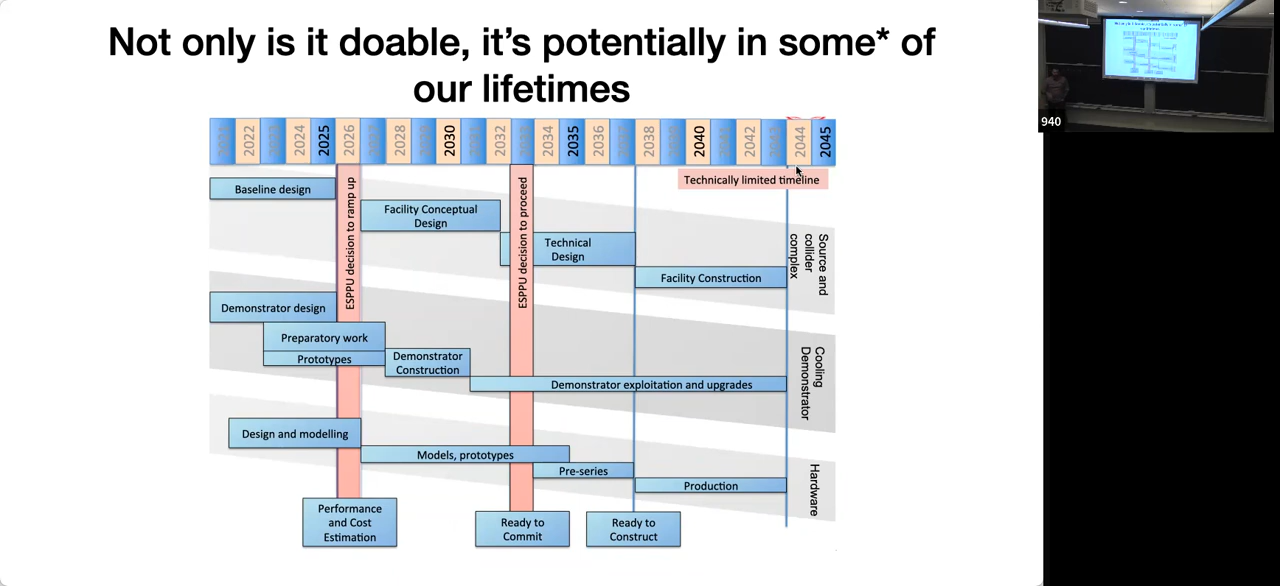 Not only is it doable, it's potentially in some* of
our lifetimes
2022 2024 2025 2026 2028 2030 2032 2034 2035 2036 2038 2040 2042 2044 2045
Technically limited timeline
Baseline design
ESPPU decision to ramp up
Facility Conceptual
Design
ESPPU decision to proceed
Technical
Design
Facility Construction
Source and
collider
complex
Demonstrator design
Preparatory work
Prototypes
Demonstrator
Construction
Demonstrator exploitation and upgrades
Cooling
Demonstrator
Design and modelling
Models, prototypes
Pre-series
Production
Hardware
Performance
and Cost
Estimation
Ready to
Commit
Ready to
Construct
940